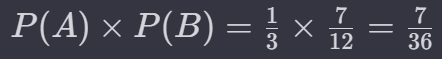 P(A) × P(B) = 1/3 × 7/12 = 7/36